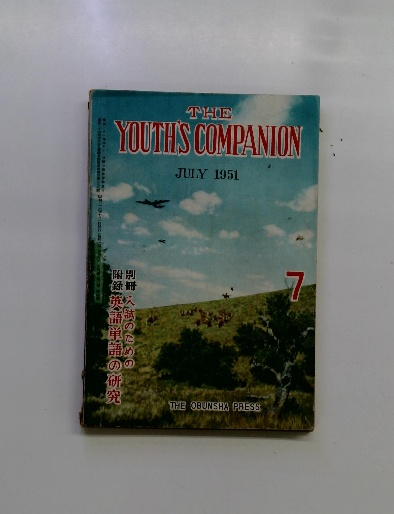 THE
YOUTH'S COMPANION
JULY 1951
7
別冊
附録
入試のための
英語単語の研究
THE OBUNSHA PRESS